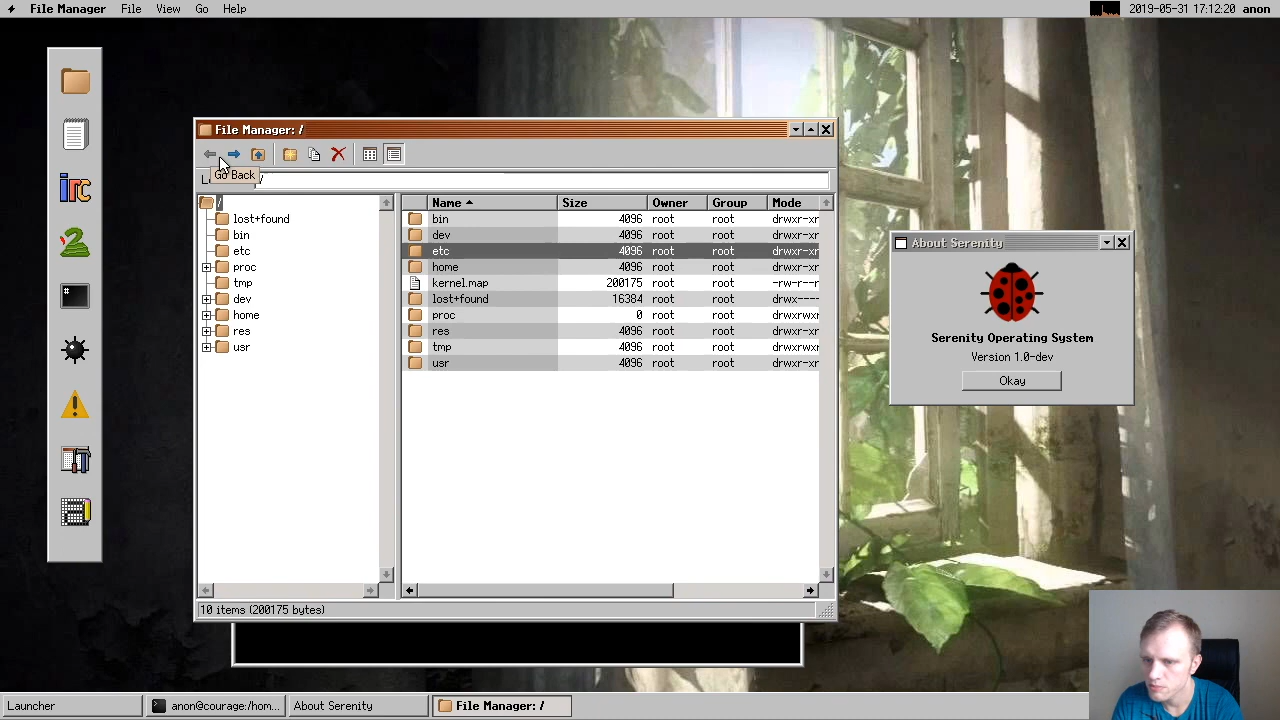 File Manager File View Go Help
2019-05-31 17:12:20 anon
File Manager: /
Go Back
/
/
lost+found
bin
etc
proc
tmp
dev
home
res
usr
Name Size Owner Group Mode
bin 4096 root root drwxr-xr
dev 4096 root root drwxr-xr
etc 4096 root root drwxr-xr
home 4096 root root drwxr-xr
kernel.map 200175 root root -rw-r--r
lost+found 16384 root root drwx----
proc 0 root root drwxrwxr
res 4096 root root drwxr-xr
tmp 4096 root root drwxrwxr
usr 4096 root root drwxr-xr
10 items (200175 bytes)
About Serenity
Serenity Operating System
Version 1.0-dev
Okay
irc
Launcher
anon@courage:/hom...
About Serenity
File Manager: /